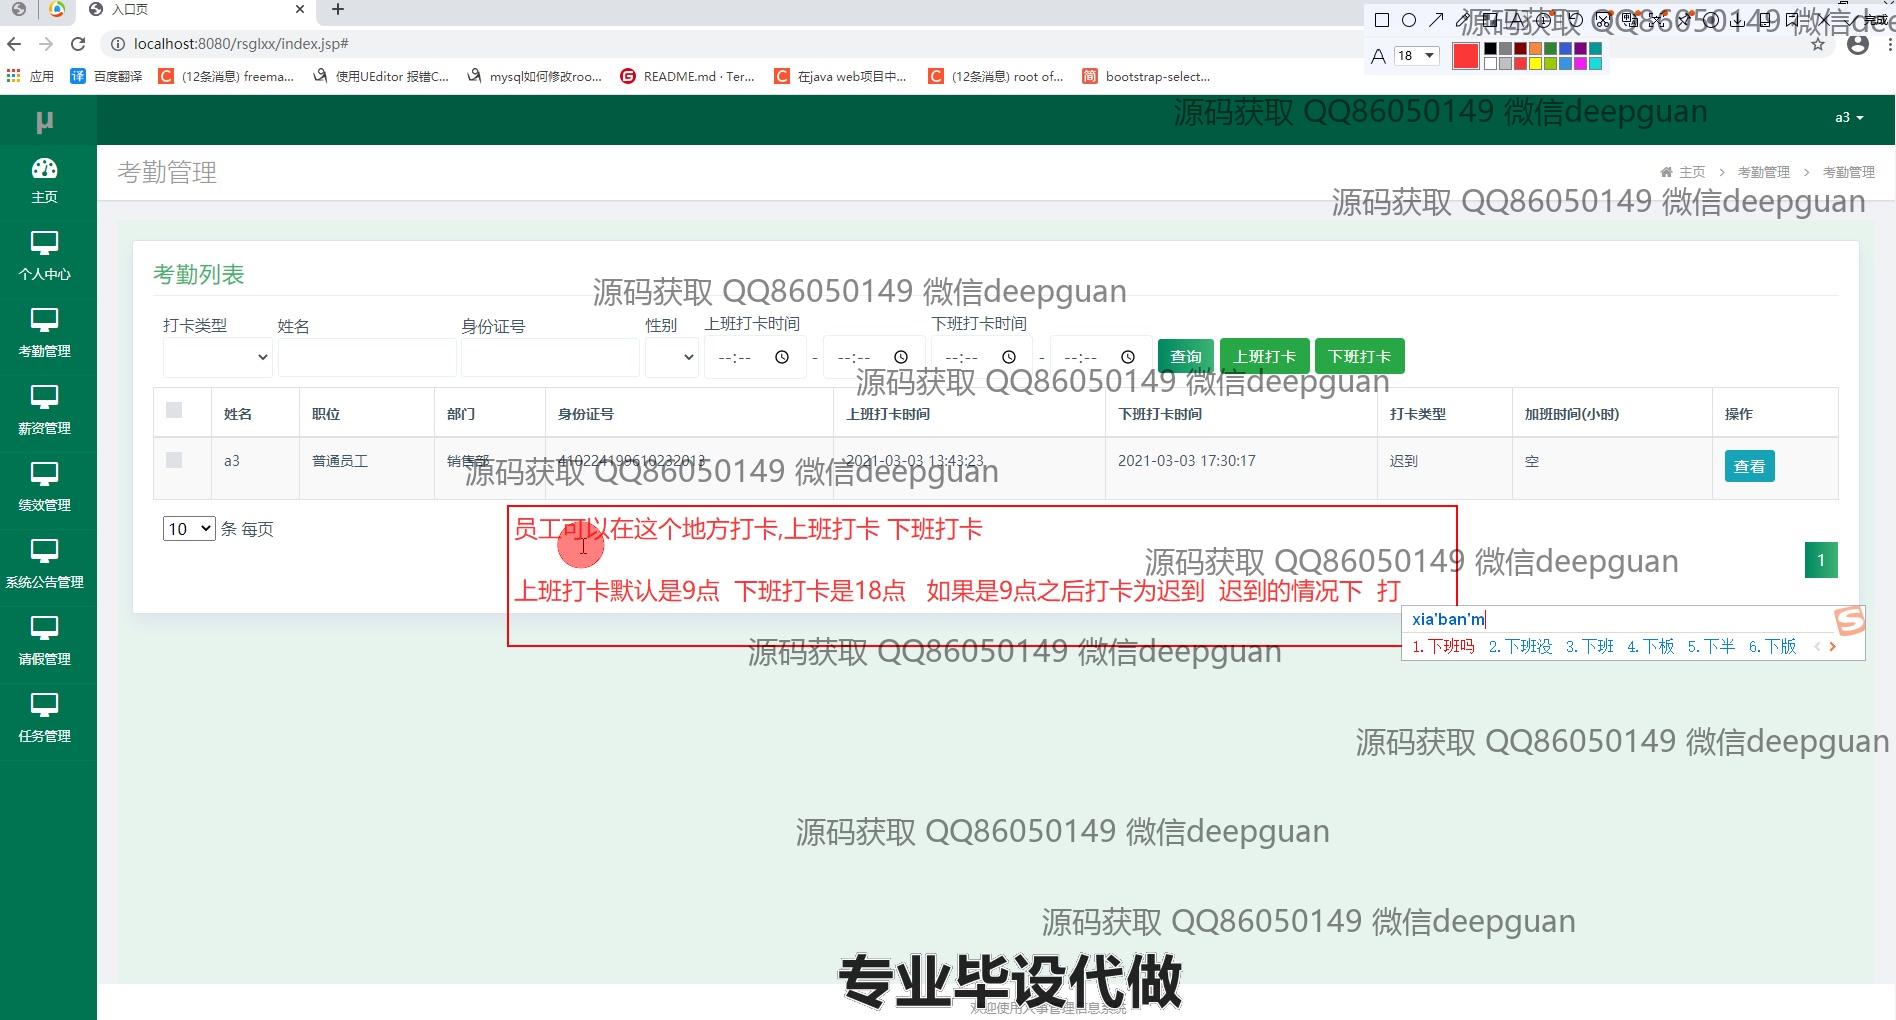 入口页
localhost:8080/rsglxx/index.jsp#
应用
百度翻译
(12条消息) freema...
使用UEditor 报错C...
mysql如何修改roo...
README.md · Ter...
在java web项目中...
(12条消息) root of...
bootstrap-select...
完成
A 18
源码获取 QQ86050149 微信dee
μ
源码获取 QQ86050149 微信deepguan
a3
主页
个人中心
考勤管理
薪资管理
绩效管理
系统公告管理
请假管理
任务管理
考勤管理
主页 > 考勤管理 > 考勤管理
源码获取 QQ86050149 微信deepguan
考勤列表
源码获取 QQ86050149 微信deepguan
打卡类型 姓名 身份证号 性别 上班打卡时间 下班打卡时间
--:-- - --:-- --:-- - --:-- 查询 上班打卡 下班打卡
源码获取 QQ86050149 微信deepguan
姓名 职位 部门 身份证号 上班打卡时间 下班打卡时间 打卡类型 加班时间(小时) 操作
a3 普通员工 销售部 410224199610232013 2021-03-03 13:43:23 2021-03-03 17:30:17 迟到 空 查看
源码获取 QQ86050149 微信deepguan
10 条 每页
员工可以在这个地方打卡,上班打卡 下班打卡
源码获取 QQ86050149 微信deepguan
1
上班打卡默认是9点 下班打卡是18点 如果是9点之后打卡为迟到 迟到的情况下 打
xia'ban'm
1.下班吗 2.下班没 3.下班 4.下板 5.下半 6.下版
源码获取 QQ86050149 微信deepguan
源码获取 QQ86050149 微信deepguan
源码获取 QQ86050149 微信deepguan
源码获取 QQ86050149 微信deepguan
专业毕设代做
欢迎使用人事管理信息系统